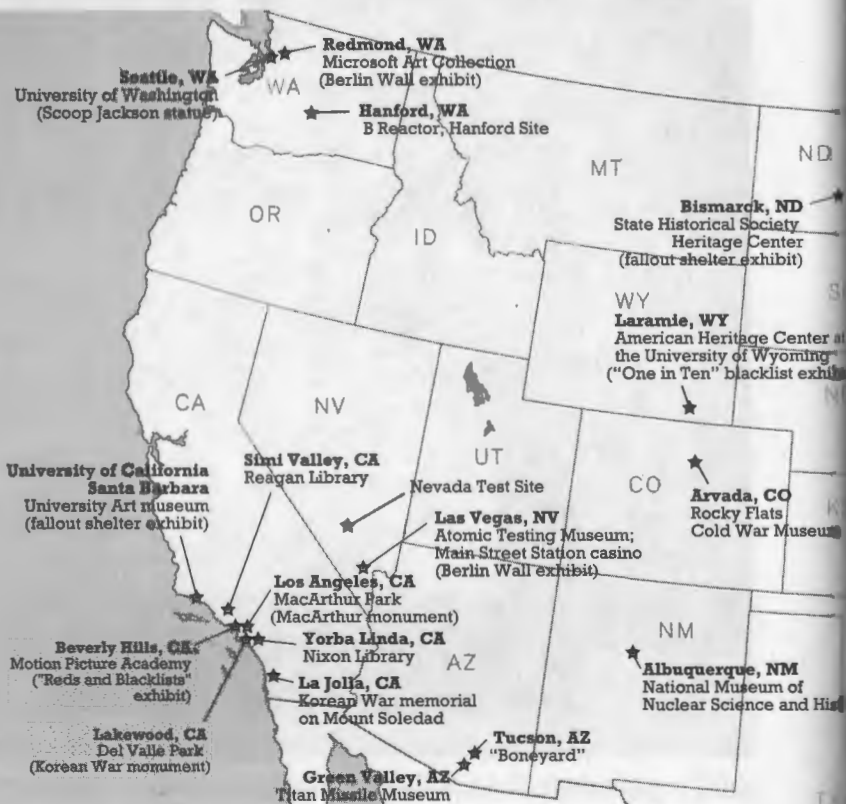 Redmond, WA
Microsoft Art Collection
(Berlin Wall exhibit)
Seattle, WA
University of Washington
(Scoop Jackson statue)
WA
Hanford, WA
B Reactor, Hanford Site
MT
ND
Bismarck, ND
State Historical Society
Heritage Center
(fallout shelter exhibit)
OR
ID
WY
Laramie, WY
American Heritage Center
the University of Wyoming
("One in Ten" blacklist
CA
NV
UT
CO
University of California
Santa Barbara
University Art museum
(fallout shelter exhibit)
Simi Valley, CA
Reagan Library
Nevada Test Site
Arvada, CO
Rocky Flats
Cold War Museum
Las Vegas, NV
Atomic Testing Museum;
Main Street Station casino
(Berlin Wall exhibit)
Los Angeles, CA
MacArthur Park
(MacArthur monument)
Beverly Hills, CA
Motion Picture Academy
("Reds and Blacklists"
exhibit)
Yorba Linda, CA
Nixon Library
AZ
NM
Albuquerque, NM
National Museum of
Nuclear Science and
La Jolla, CA
Korean War memorial
on Mount Soledad
Lakewood, CA
Del Valle Park
(Korean War monument)
Tucson, AZ
"Boneyard"
Green Valley, AZ
Titan Missile Museum